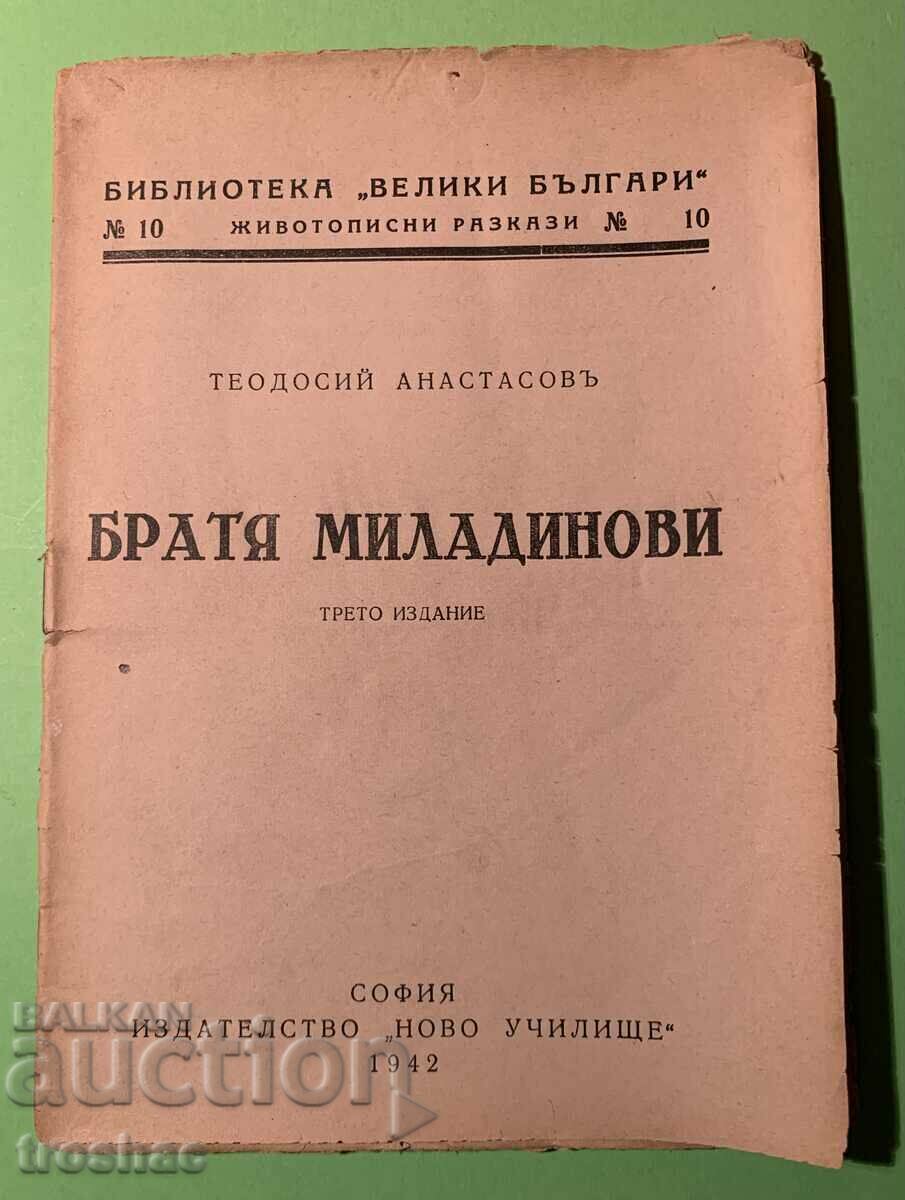 БИБЛИОТЕКА „ВЕЛИКИ БЪЛГАРИ“
№ 10 ЖИВОТОПИСНИ РАЗКАЗИ № 10
ТЕОДОСИЙ АНАСТАСОВЪ
БРАТЯ МИЛАДИНОВИ
ТРЕТО ИЗДАНИЕ
СОФИЯ
ИЗДАТЕЛСТВО „НОВО УЧИЛИЩЕ“
1942
BALKAN
auction
troshac